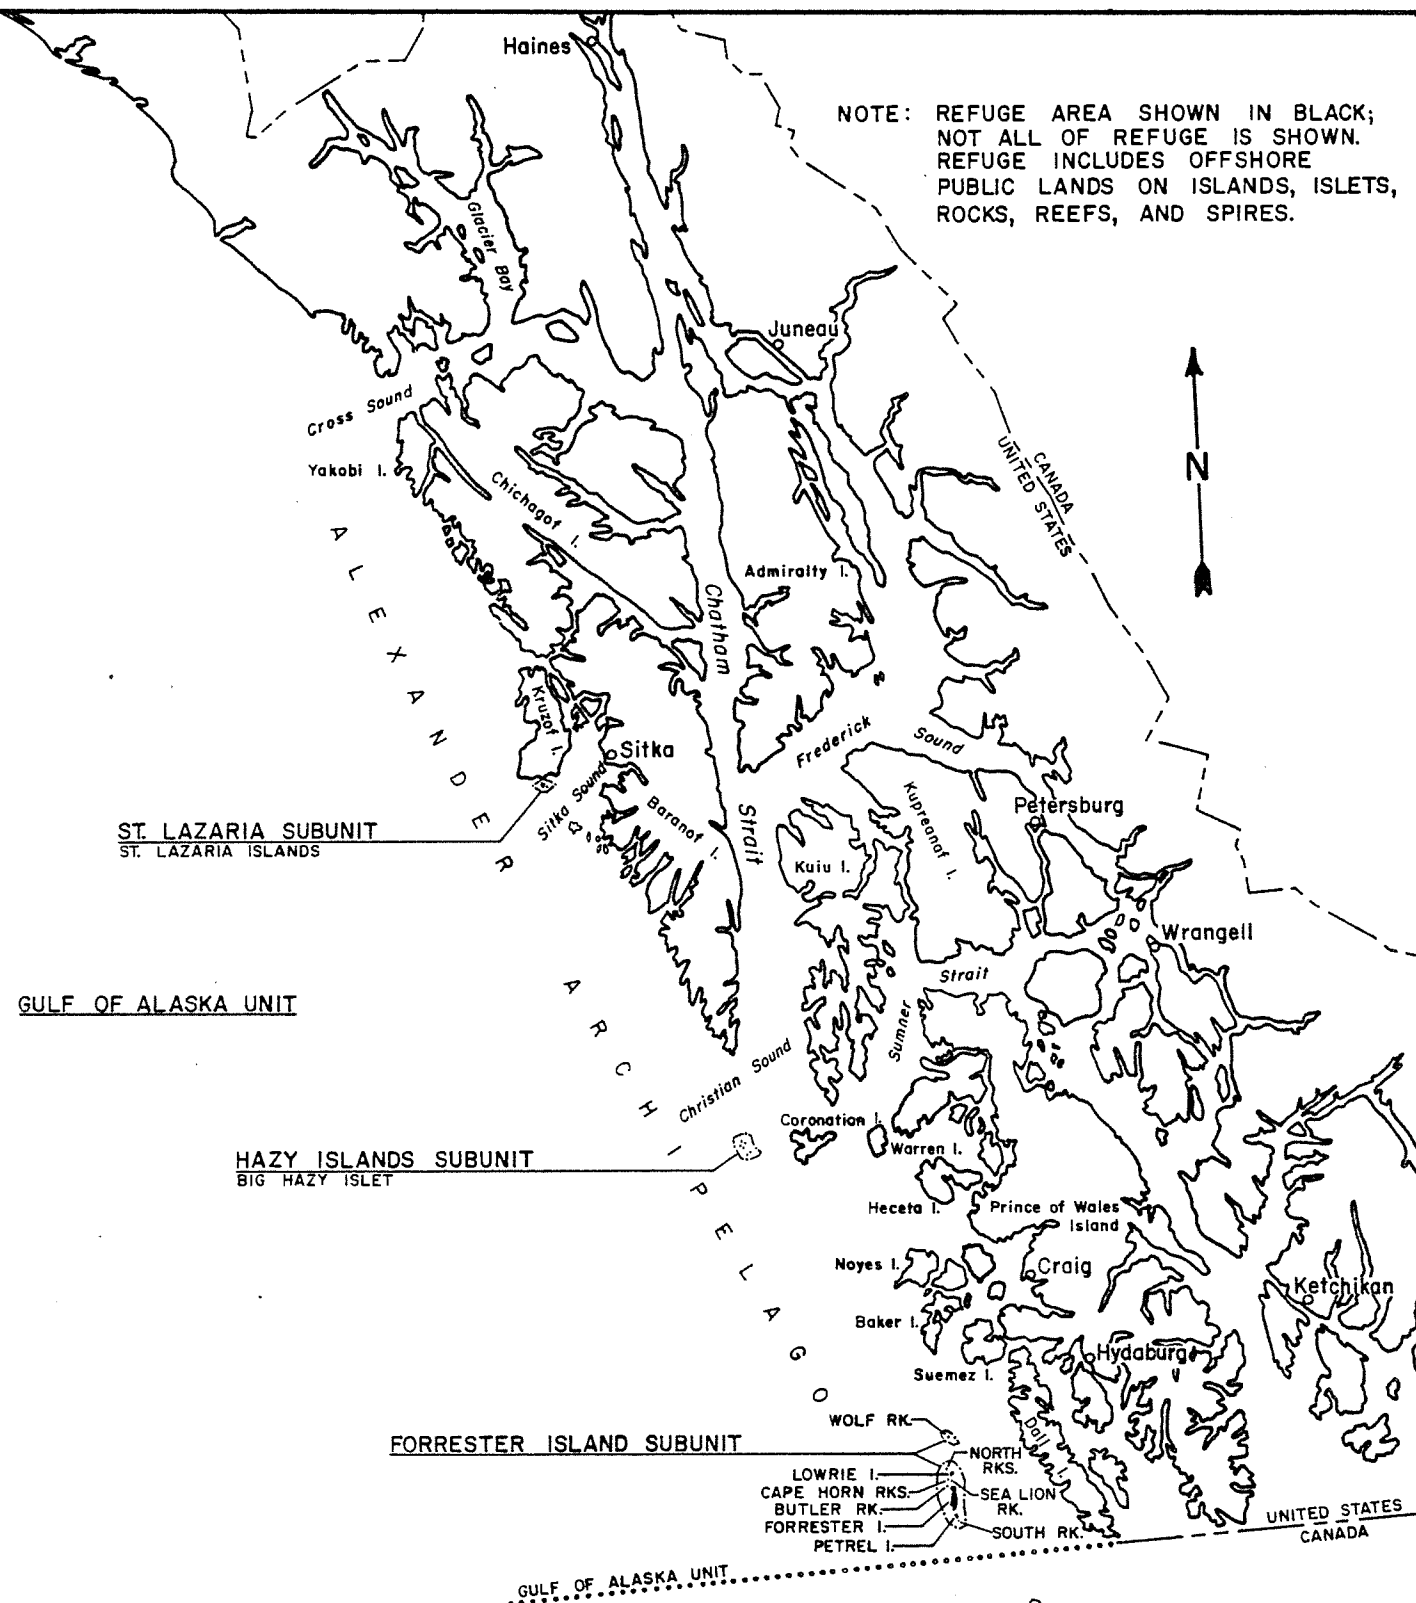 Haines
NOTE: REFUGE AREA SHOWN IN BLACK;
NOT ALL OF REFUGE IS SHOWN.
REFUGE INCLUDES OFFSHORE
PUBLIC LANDS ON ISLANDS, ISLETS,
ROCKS, REEFS, AND SPIRES.
Glacier Bay
Juneau
Cross Sound
Yakobi I.
Chichagof I.
CANADA
UNITED STATES
N
ALEXANDER ARCHIPELAGO
Admiralty I.
Chatham Strait
Kruzof I.
Sitka
Sitka Sound
Baranof I.
Frederick Sound
Kupreanof I.
Petersburg
Kuiu I.
ST. LAZARIA SUBUNIT
ST. LAZARIA ISLANDS
Wrangell
Sumner Strait
GULF OF ALASKA UNIT
Christian Sound
Coronation I.
Warren I.
HAZY ISLANDS SUBUNIT
BIG HAZY ISLET
Heceta I.
Prince of Wales
Island
Noyes I.
Craig
Ketchikan
Baker I.
Hydaburg
Suemez I.
Dall I.
WOLF RK.
FORRESTER ISLAND SUBUNIT
NORTH
RKS.
LOWRIE I.
CAPE HORN RKS.
SEA LION
RK.
BUTLER RK.
FORRESTER I.
SOUTH RK.
PETREL I.
UNITED STATES
CANADA
GULF OF ALASKA UNIT